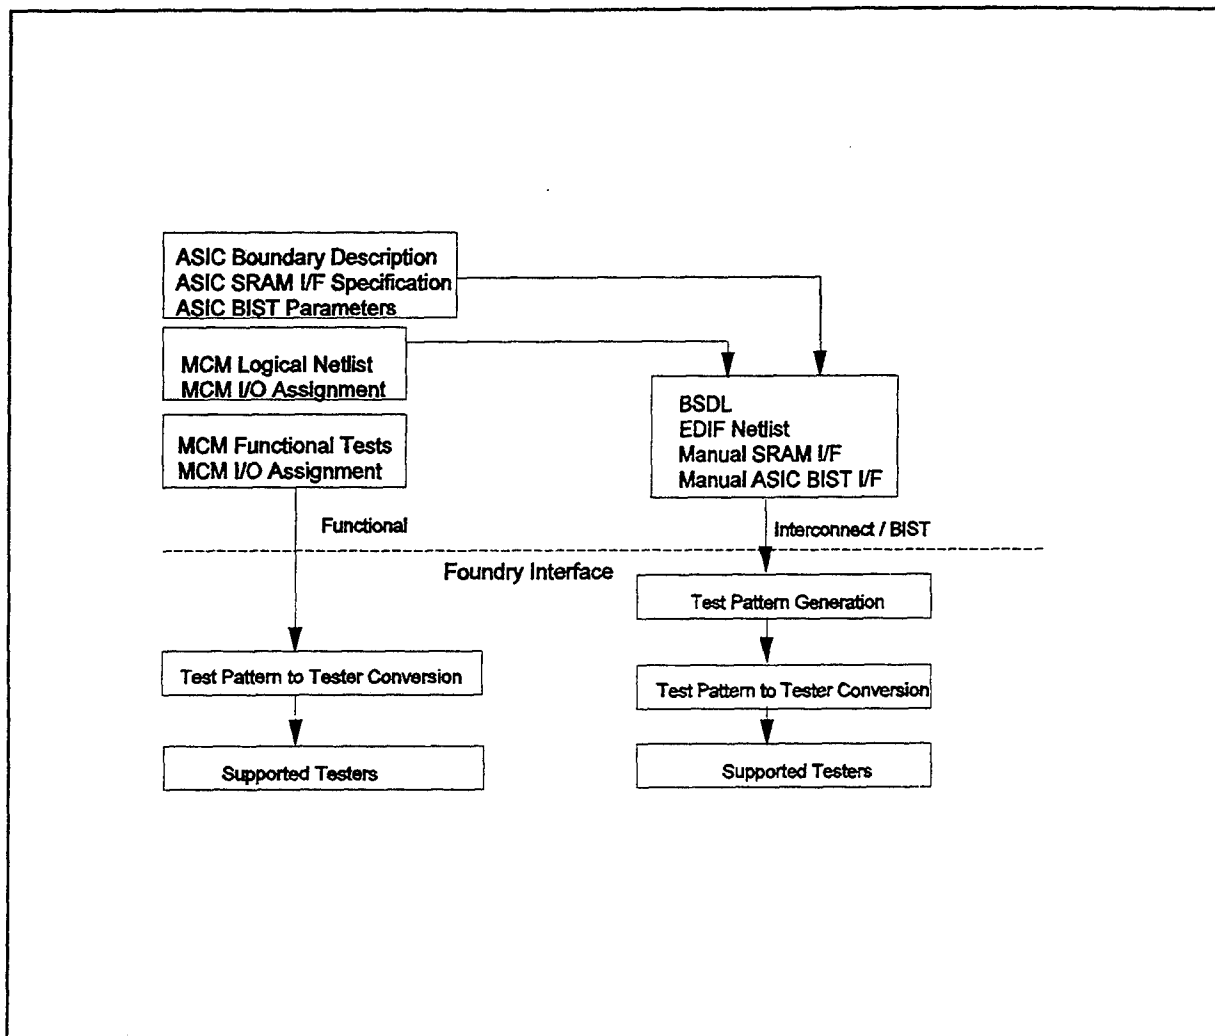 ASIC Boundary Description
ASIC SRAM I/F Specification
ASIC BIST Parameters
MCM Logical Netlist
MCM I/O Assignment
MCM Functional Tests
MCM I/O Assignment
BSDL
EDIF Netlist
Manual SRAM I/F
Manual ASIC BIST I/F
Functional
Interconnect / BIST
Foundry Interface
Test Pattern Generation
Test Pattern to Tester Conversion
Test Pattern to Tester Conversion
Supported Testers
Supported Testers